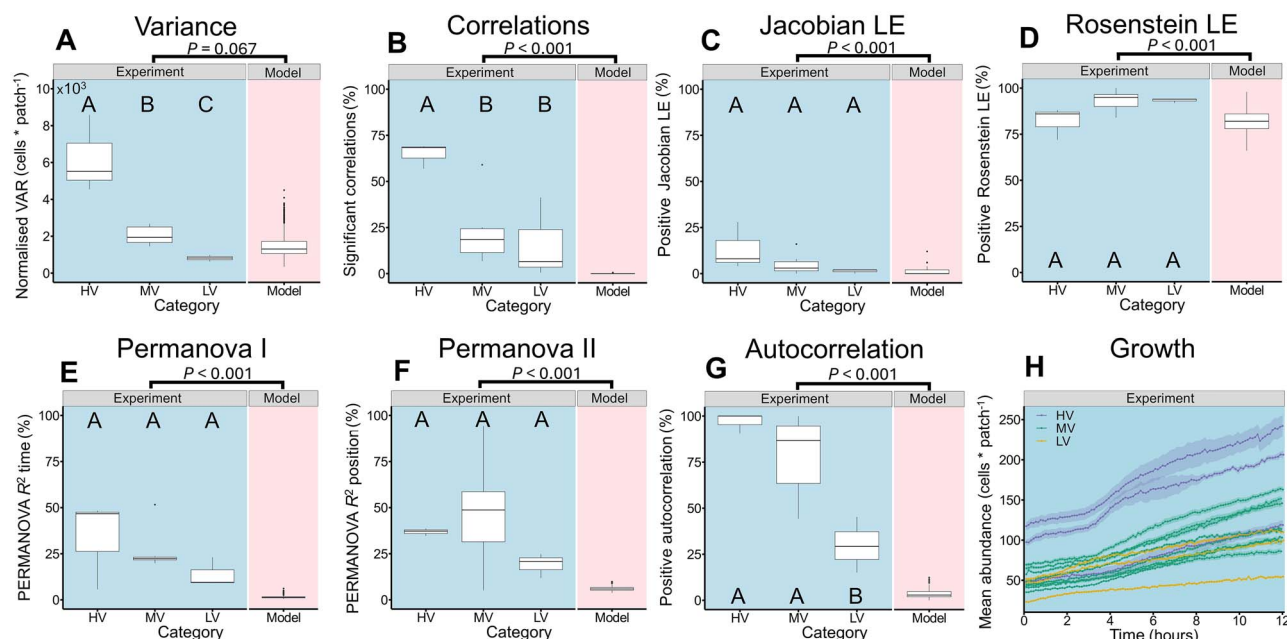 A
Variance
P = 0.067
Experiment
Model
Normalised VAR (cells * patch-1)
10
x10³
8
6
4
2
0
A B C
HV MV LV Model
Category
B
Correlations
P < 0.001
Experiment
Model
Significant correlations (%)
100
75
50
25
0
A B B
HV MV LV Model
Category
C
Jacobian LE
P < 0.001
Experiment
Model
Positive Jacobian LE (%)
100
75
50
25
0
A A A
HV MV LV Model
Category
D
Rosenstein LE
P < 0.001
Experiment
Model
Positive Rosenstein LE (%)
100
75
50
25
0
A A A
HV MV LV Model
Category
E
Permanova I
P < 0.001
Experiment
Model
PERMANOVA R² time (%)
100
75
50
25
0
A A A
HV MV LV Model
Category
F
Permanova II
P < 0.001
Experiment
Model
PERMANOVA R² position (%)
100
75
50
25
0
A A A
HV MV LV Model
Category
G
Autocorrelation
P < 0.001
Experiment
Model
Positive autocorrelation (%)
100
75
50
25
0
A A B
HV MV LV Model
Category
H
Growth
Experiment
Mean abundance (cells * patch-1)
250
200
150
100
50
HV
MV
LV
0 2 4 6 8 10 12
Time (hours)